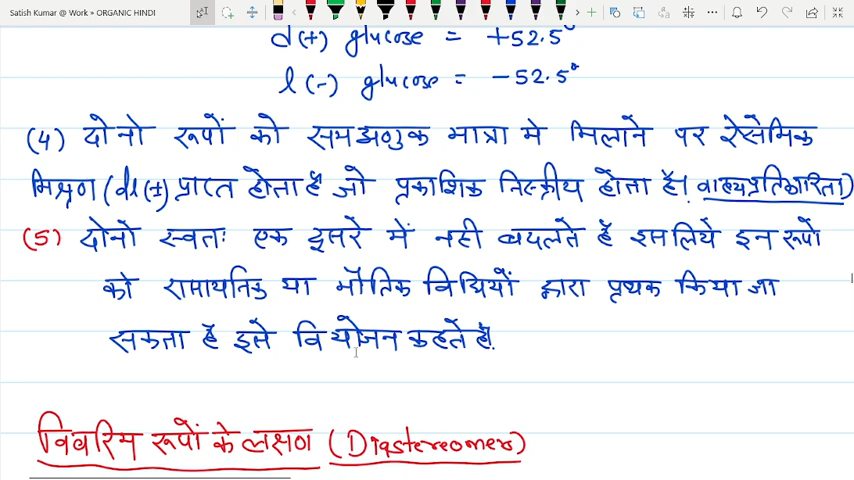 Satish Kumar @ Work » ORGANIC HINDI
d(+) glucose = +52.5°
l(-) glucose = -52.5°
(4) दोनो रूपों को समअणुक मात्रा मे मिलाने पर रेसेमिक
मिश्रण (dl(±) प्राप्त होता है जो प्रकाशिक निष्क्रीय होता है। (वाह्यप्रतिकारिता)
(5) दोनो स्वतः एक दूसरे में नही बदलते है इसलिये इन रूपो
को रासायनिक या भौतिक विधियों द्वारा प्रथक किया जा
सकता है इसे वियोजन कहते है.
विवरिम रूपों के लक्षण (Diastereomers)